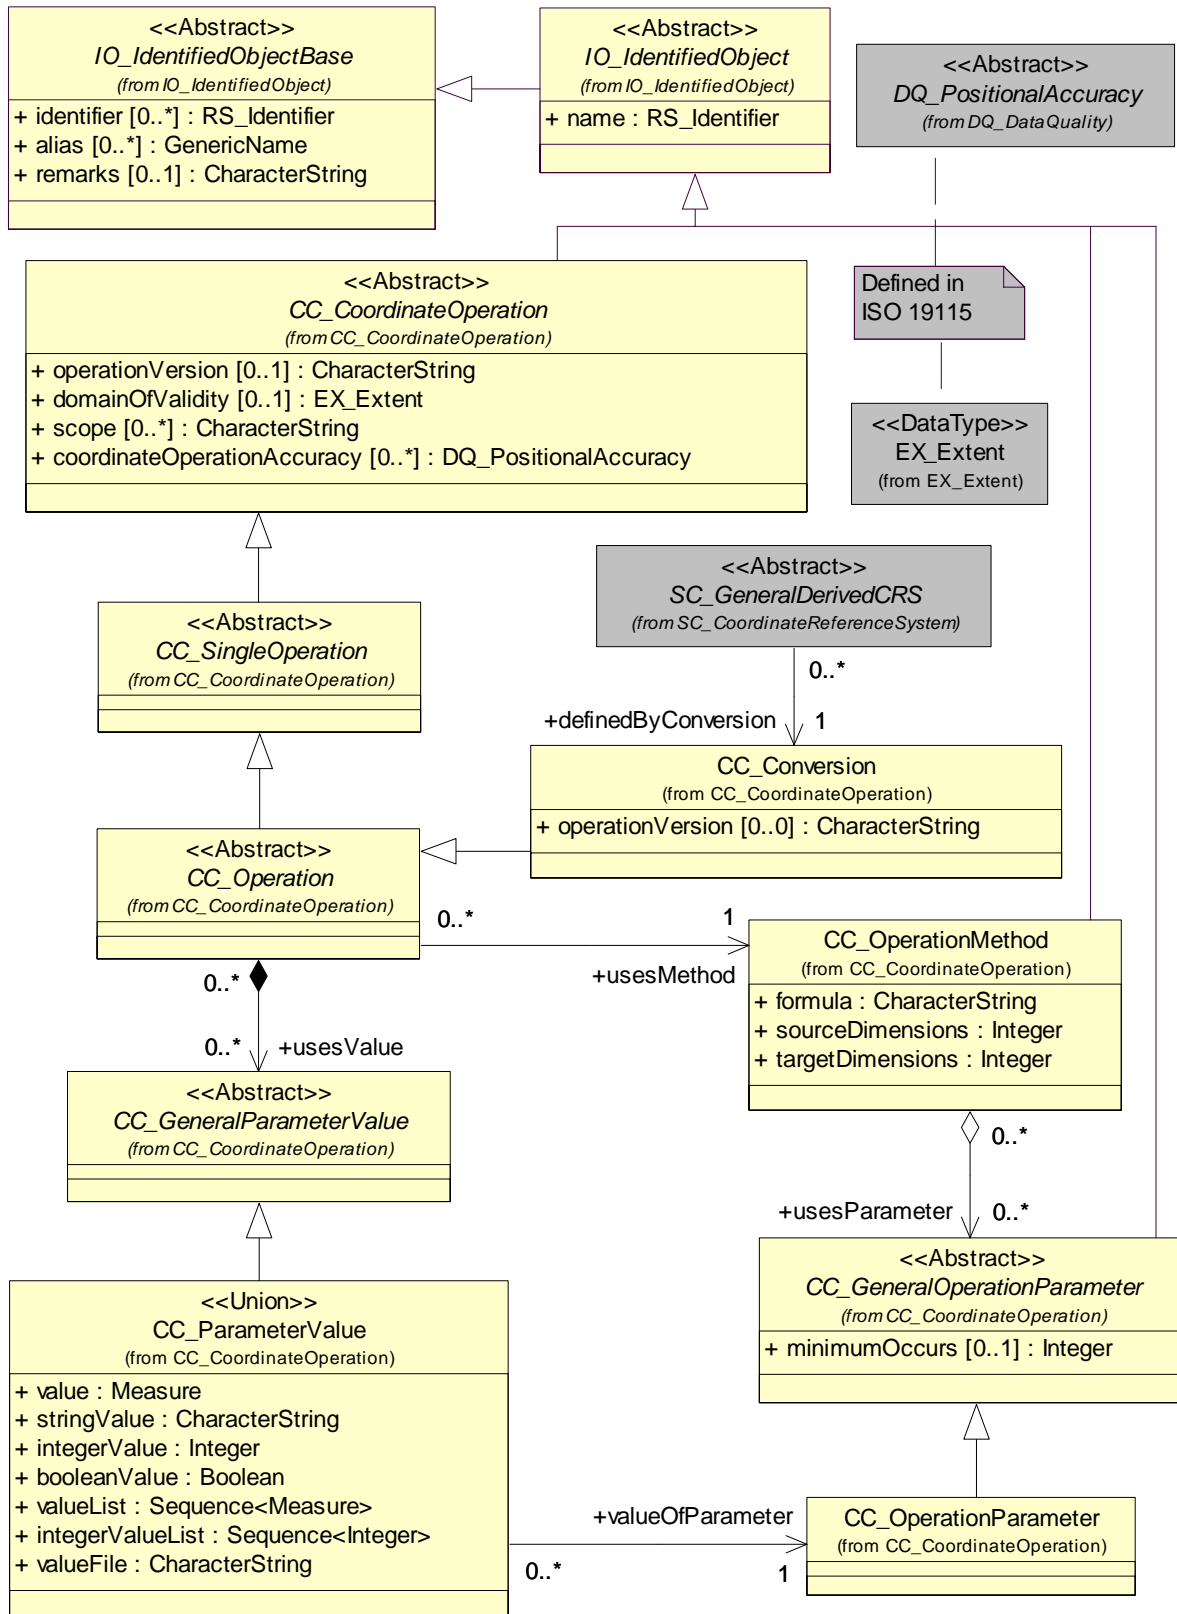 <<Abstract>>
IO_IdentifiedObjectBase
(from IO_IdentifiedObject)
+ identifier [0..*] : RS_Identifier
+ alias [0..*] : GenericName
+ remarks [0..1] : CharacterString
<<Abstract>>
IO_IdentifiedObject
(from IO_IdentifiedObject)
+ name : RS_Identifier
<<Abstract>>
DQ_PositionalAccuracy
(from DQ_DataQuality)
Defined in
ISO 19115
<<DataType>>
EX_Extent
(from EX_Extent)
<<Abstract>>
CC_CoordinateOperation
(from CC_CoordinateOperation)
+ operationVersion [0..1] : CharacterString
+ domainOfValidity [0..1] : EX_Extent
+ scope [0..*] : CharacterString
+ coordinateOperationAccuracy [0..*] : DQ_PositionalAccuracy
<<Abstract>>
SC_GeneralDerivedCRS
(from SC_CoordinateReferenceSystem)
0..*
+definedByConversion
1
<<Abstract>>
CC_SingleOperation
(from CC_CoordinateOperation)
CC_Conversion
(from CC_CoordinateOperation)
+ operationVersion [0..0] : CharacterString
<<Abstract>>
CC_Operation
(from CC_CoordinateOperation)
0..*
1
+usesMethod
CC_OperationMethod
(from CC_CoordinateOperation)
+ formula : CharacterString
+ sourceDimensions : Integer
+ targetDimensions : Integer
0..*
0..*
+usesValue
<<Abstract>>
CC_GeneralParameterValue
(from CC_CoordinateOperation)
0..*
+usesParameter
0..*
<<Abstract>>
CC_GeneralOperationParameter
(from CC_CoordinateOperation)
+ minimumOccurs [0..1] : Integer
<<Union>>
CC_ParameterValue
(from CC_CoordinateOperation)
+ value : Measure
+ stringValue : CharacterString
+ integerValue : Integer
+ booleanValue : Boolean
+ valueList : Sequence<Measure>
+ integerValueList : Sequence<Integer>
+ valueFile : CharacterString
+valueOfParameter
0..*
1
CC_OperationParameter
(from CC_CoordinateOperation)